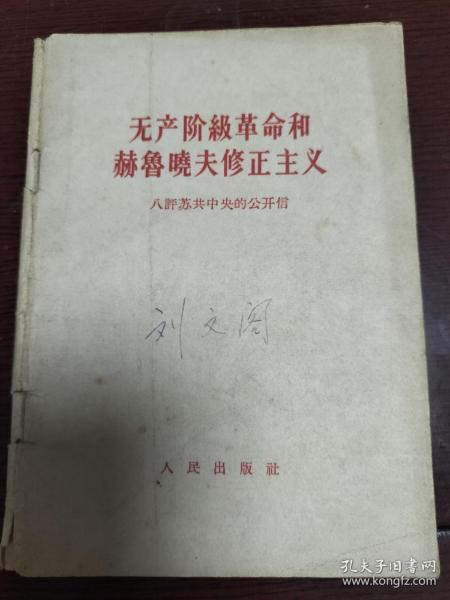 无产阶級革命和
赫魯曉夫修正主义
八評苏共中央的公开信
刘文阁
人民出版社
孔夫子旧书网
www.kongfz.com